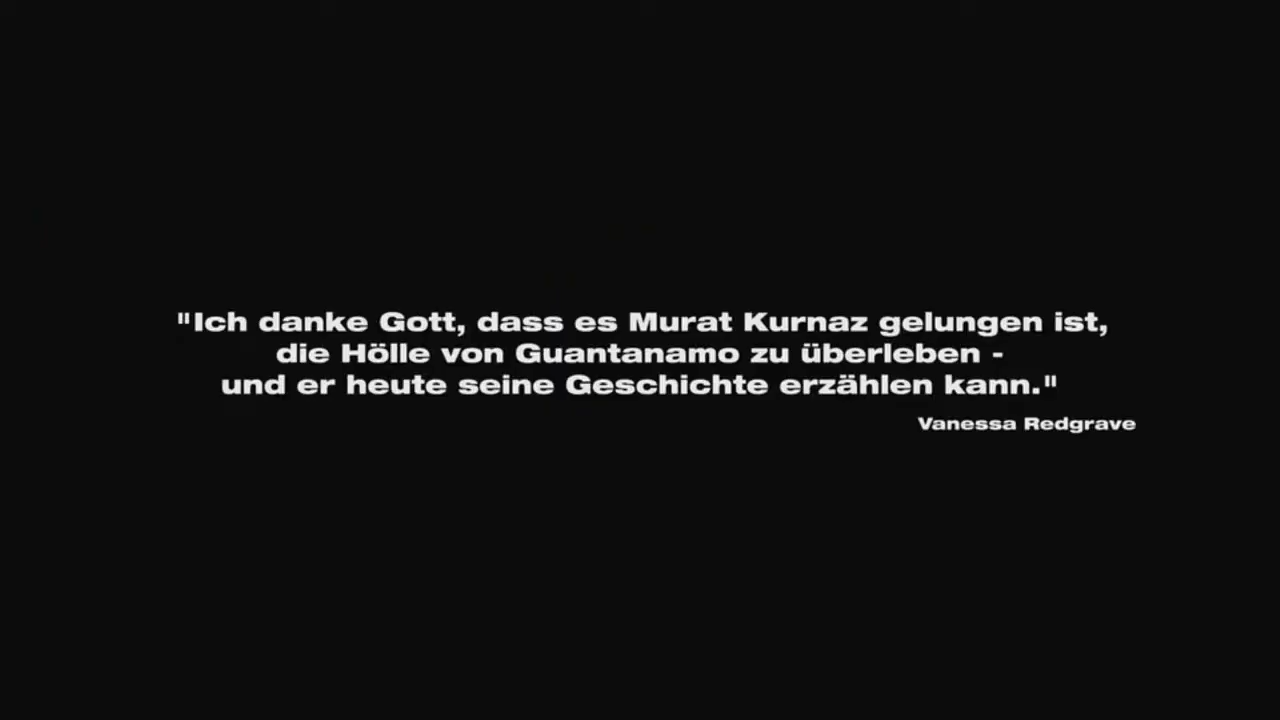 "Ich danke Gott, dass es Murat Kurnaz gelungen ist,
die Hölle von Guantanamo zu überleben -
und er heute seine Geschichte erzählen kann."
Vanessa Redgrave